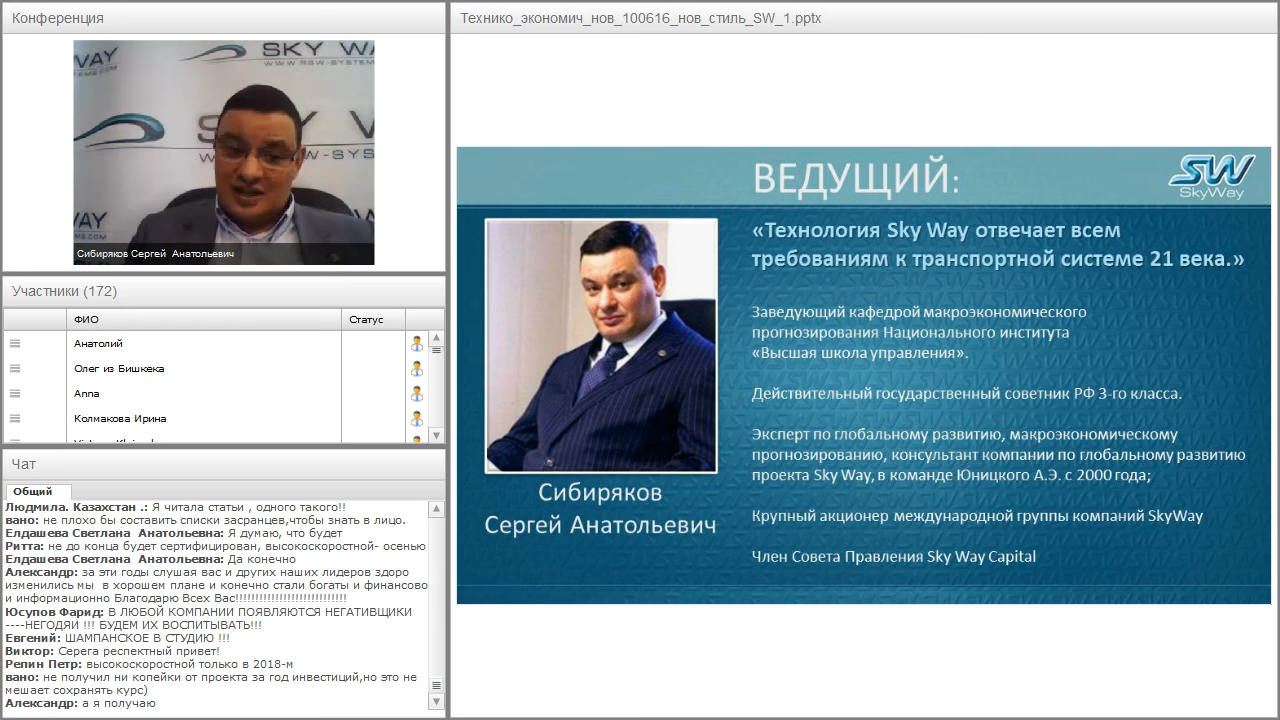 Конференция
WAY
SKY WA
WWW.RSW-SYSTEM
Сибиряков Сергей Анатольевич
Участники (172)
ФИО
Статус
Анатолий
Олег из Бишкека
Anna
Колмакова Ирина
Чат
Общий
Людмила. Казахстан .: Я читала статьи , одного такого!!
вано: не плохо бы составить списки засранцев,чтобы знать в лицо.
Елдашева Светлана Анатольевна: Я думаю, что будет
Ритта: не до конца будет сертифицирован, высокоскоростной- осенью
Елдашева Светлана Анатольевна: Да конечно
Александр: за эти годы слушая вас и других наших лидеров здоро
изменились мы в хорошем плане и конечно стали богаты и финансово
и информационно Благодарю Всех Вас!!!!!!!!!!!!!!!!!!!!!!!!!!!!
Юсупов Фарид: В ЛЮБОЙ КОМПАНИИ ПОЯВЛЯЮТСЯ НЕГАТИВЩИКИ
----НЕГОДЯИ !!! БУДЕМ ИХ ВОСПИТЫВАТЬ!!!
Евгений: ШАМПАНСКОЕ В СТУДИЮ !!!
Виктор: Серега респектный привет!
Репин Петр: высокоскоростной только в 2018-м
вано: не получил ни копейки от проекта за год инвестиций,но это не
мешает сохранять курс)
Александр: а я получаю
Технико_экономич_нов_100616_нов_стиль_SW_1.pptx
ВЕДУЩИЙ:
SW
SkyWay
«Технология Sky Way отвечает всем
требованиям к транспортной системе 21 века.»
Заведующий кафедрой макроэкономического
прогнозирования Национального института
«Высшая школа управления».
Действительный государственный советник РФ 3-го класса.
Эксперт по глобальному развитию, макроэкономическому
прогнозированию, консультант компании по глобальному развитию
проекта Sky Way, в команде Юницкого А.Э. с 2000 года;
Крупный акционер международной группы компаний SkyWay
Член Совета Правления Sky Way Capital
Сибиряков
Сергей Анатольевич